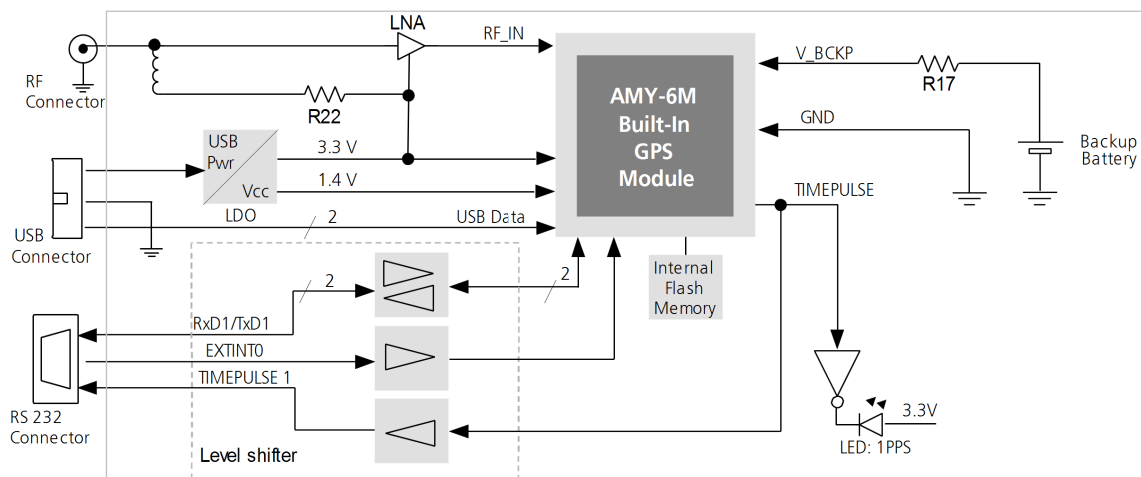 LNA
RF_IN
RF
Connector
R22
V_BCKP
R17
AMY-6M
Built-In
GPS
Module
GND
Backup
Battery
USB
Pwr
Vcc
3.3 V
1.4 V
TIMEPULSE
LDO
2
USB Data
USB
Connector
2
2
Internal
Flash
Memory
RxD1/TxD1
EXTINT0
TIMEPULSE 1
RS 232
Connector
Level shifter
3.3V
LED: 1PPS